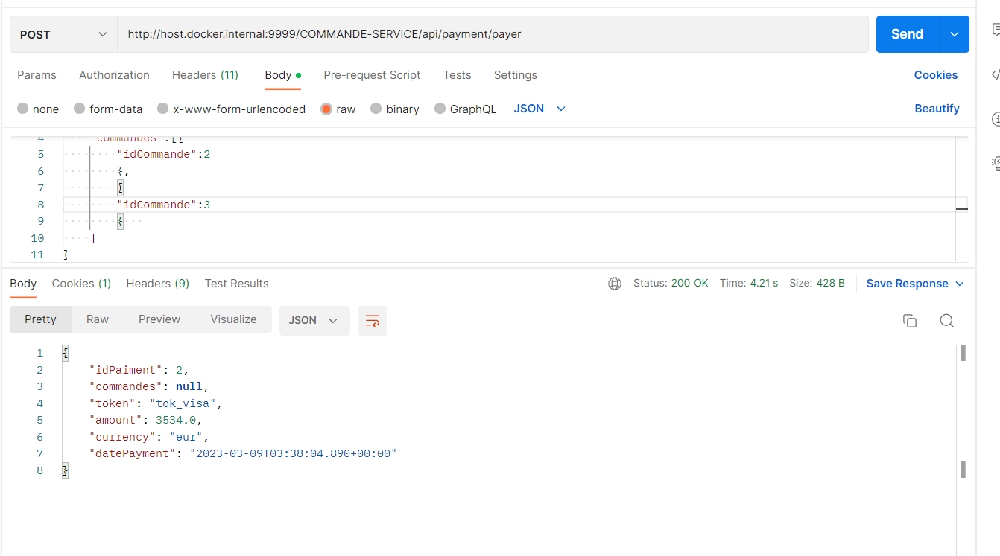 POST
http://host.docker.internal:9999/COMMANDE-SERVICE/api/payment/payer
Send
Params Authorization Headers (11) Body Pre-request Script Tests Settings Cookies
none form-data x-www-form-urlencoded raw binary GraphQL JSON Beautify
4 "commandes":[{
5 "idCommande":2
6 },
7 {
8 "idCommande":3
9 }
10 ]
11 }
Body Cookies (1) Headers (9) Test Results Status: 200 OK Time: 4.21 s Size: 428 B Save Response
Pretty Raw Preview Visualize JSON
1 {
2 "idPaiment": 2,
3 "commandes": null,
4 "token": "tok_visa",
5 "amount": 3534.0,
6 "currency": "eur",
7 "datePayment": "2023-03-09T03:38:04.890+00:00"
8 }